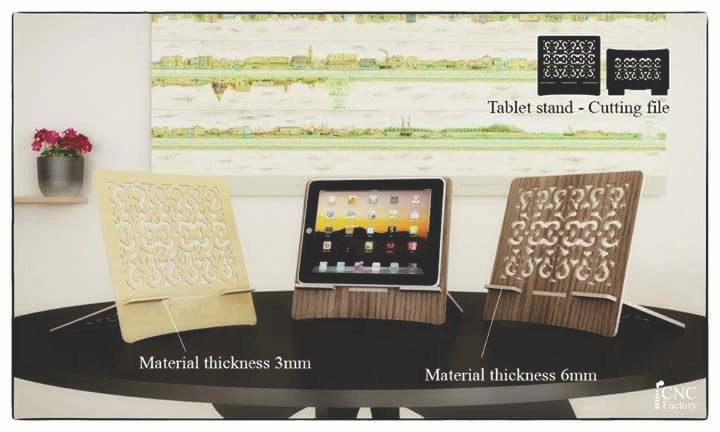 Tablet stand - Cutting file
Material thickness 3mm
Material thickness 6mm
CNC
Factory